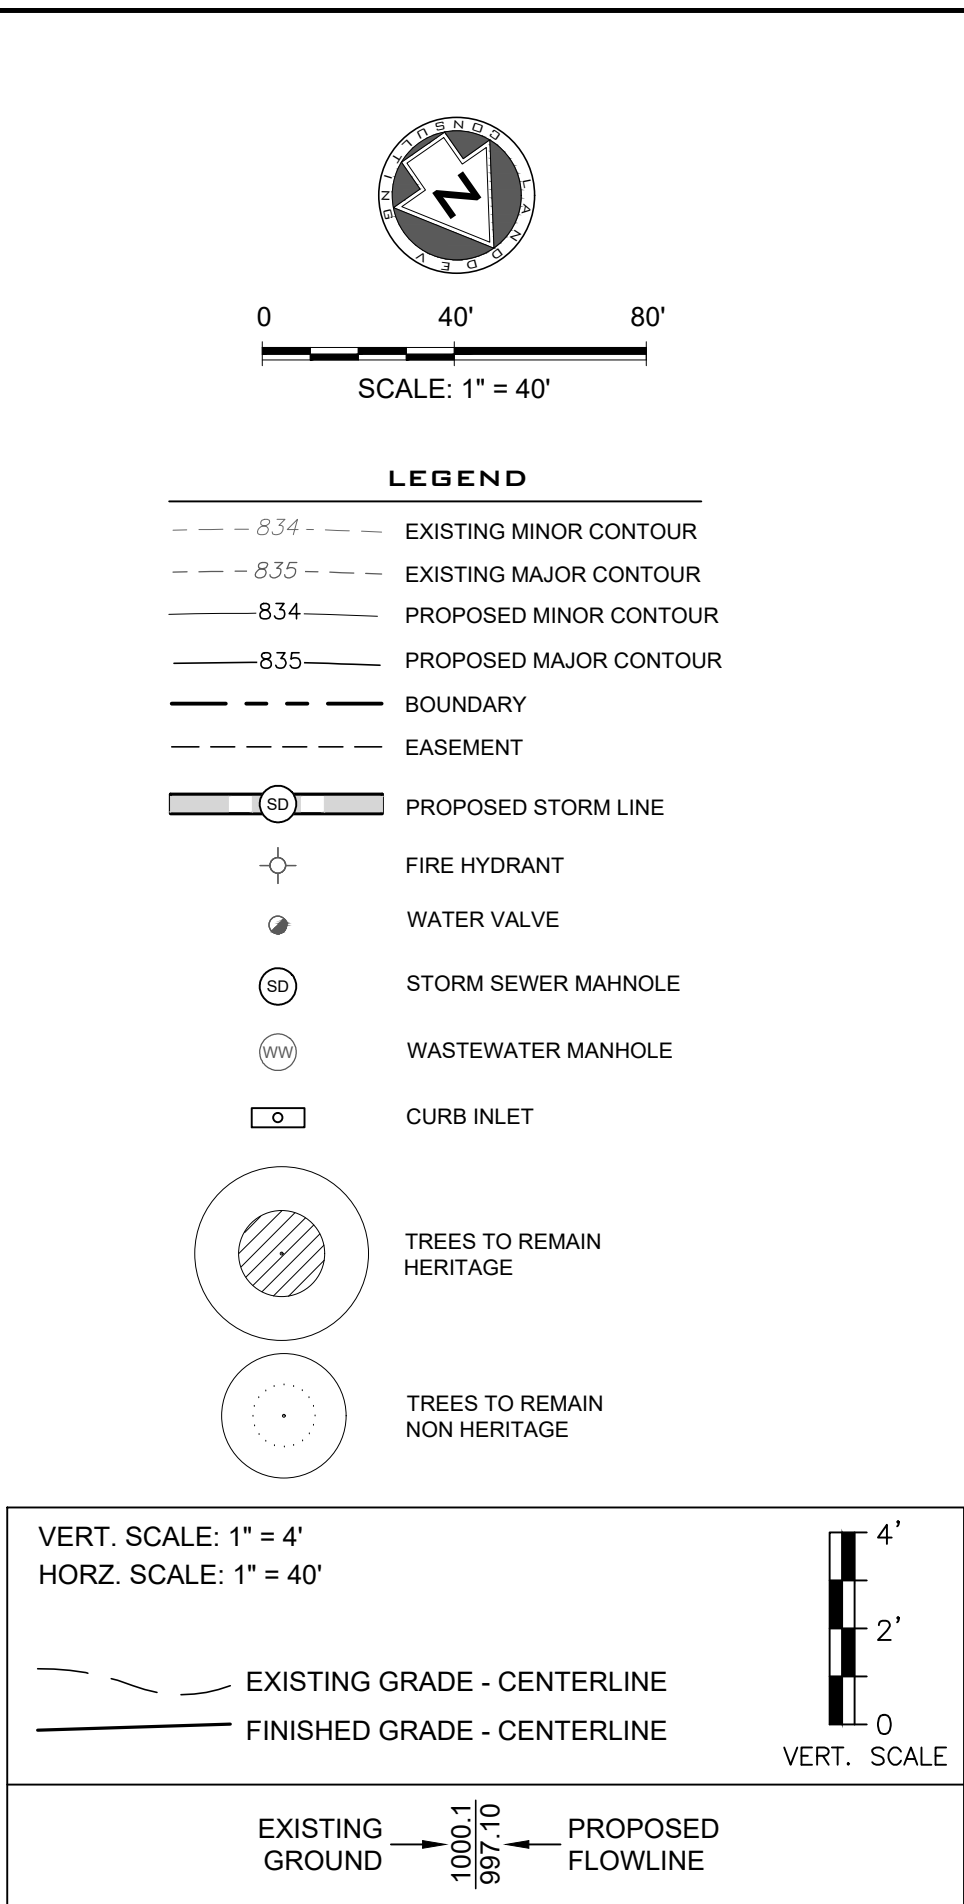 LANDDEV CONSULTING
N
0 40' 80'
SCALE: 1" = 40'
LEGEND
834 EXISTING MINOR CONTOUR
835 EXISTING MAJOR CONTOUR
834 PROPOSED MINOR CONTOUR
835 PROPOSED MAJOR CONTOUR
BOUNDARY
EASEMENT
SD PROPOSED STORM LINE
FIRE HYDRANT
WATER VALVE
SD STORM SEWER MAHNOLE
WW WASTEWATER MANHOLE
CURB INLET
TREES TO REMAIN
HERITAGE
TREES TO REMAIN
NON HERITAGE
VERT. SCALE: 1" = 4'
HORZ. SCALE: 1" = 40'
EXISTING GRADE - CENTERLINE
FINISHED GRADE - CENTERLINE
4'
2'
0
VERT. SCALE
EXISTING
GROUND
1000.1
997.10
PROPOSED
FLOWLINE